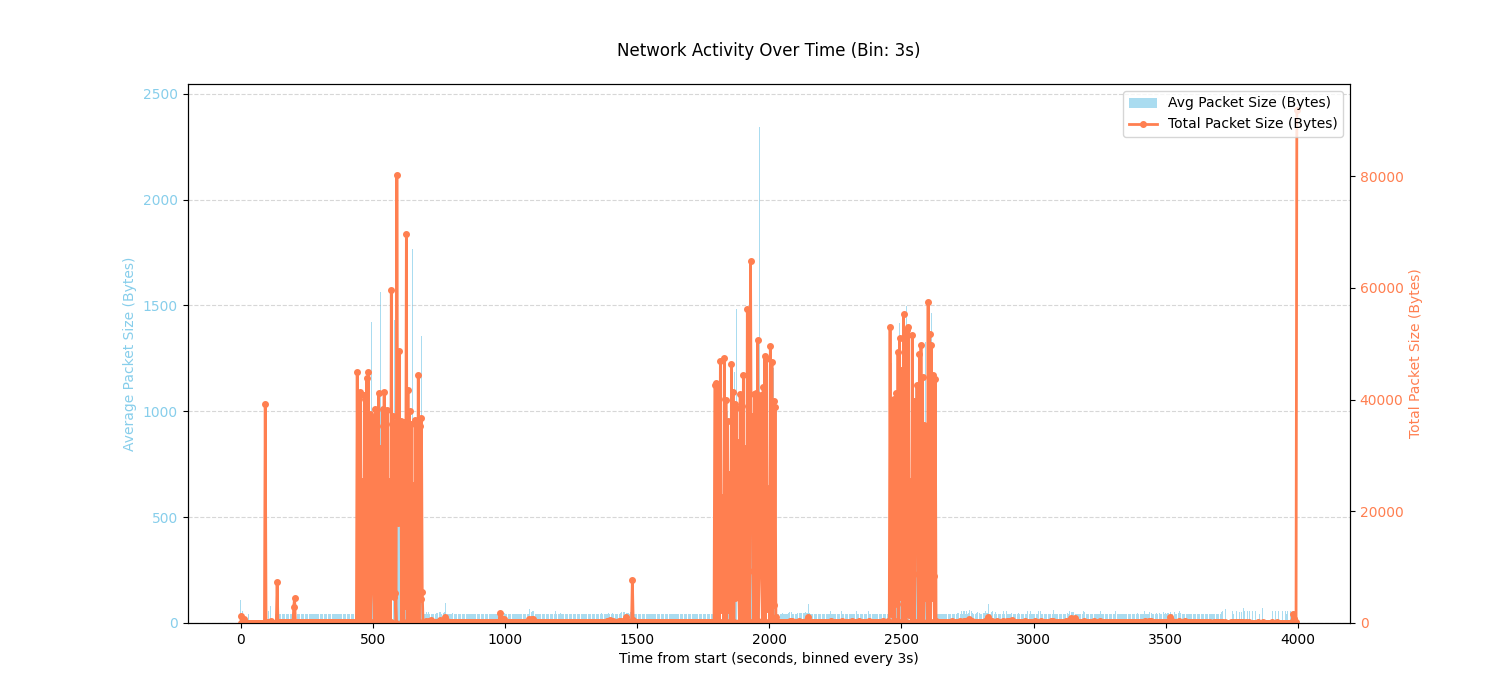 Network Activity Over Time (Bin: 3s)
Avg Packet Size (Bytes)
Total Packet Size (Bytes)
2500
2000
1500
1000
500
0
Average Packet Size (Bytes)
80000
60000
40000
20000
0
Total Packet Size (Bytes)
0 500 1000 1500 2000 2500 3000 3500 4000
Time from start (seconds, binned every 3s)